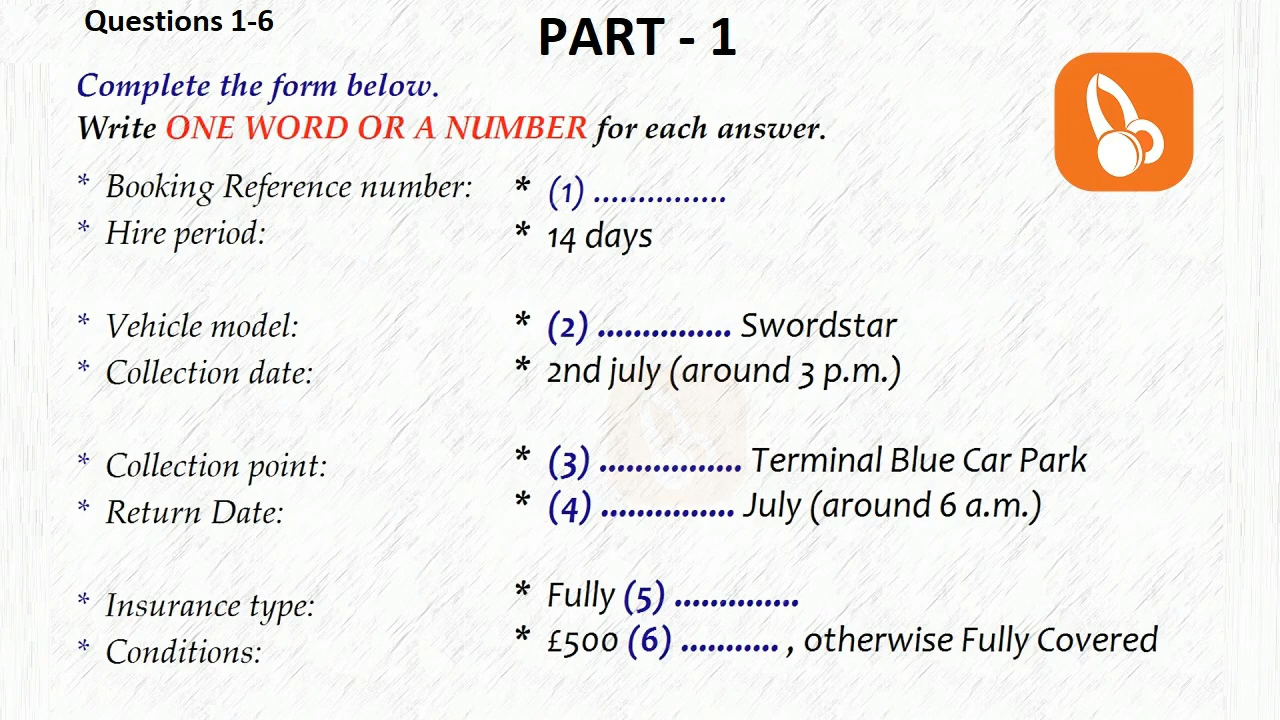 Questions 1-6
PART - 1
Complete the form below.
Write ONE WORD OR A NUMBER for each answer.
* Booking Reference number: * (1) ...............
* Hire period: * 14 days
* Vehicle model: * (2) ............... Swordstar
* Collection date: * 2nd july (around 3 p.m.)
* Collection point: * (3) ................ Terminal Blue Car Park
* Return Date: * (4) ............... July (around 6 a.m.)
* Insurance type: * Fully (5) ..............
* Conditions: * £500 (6) ........... , otherwise Fully Covered